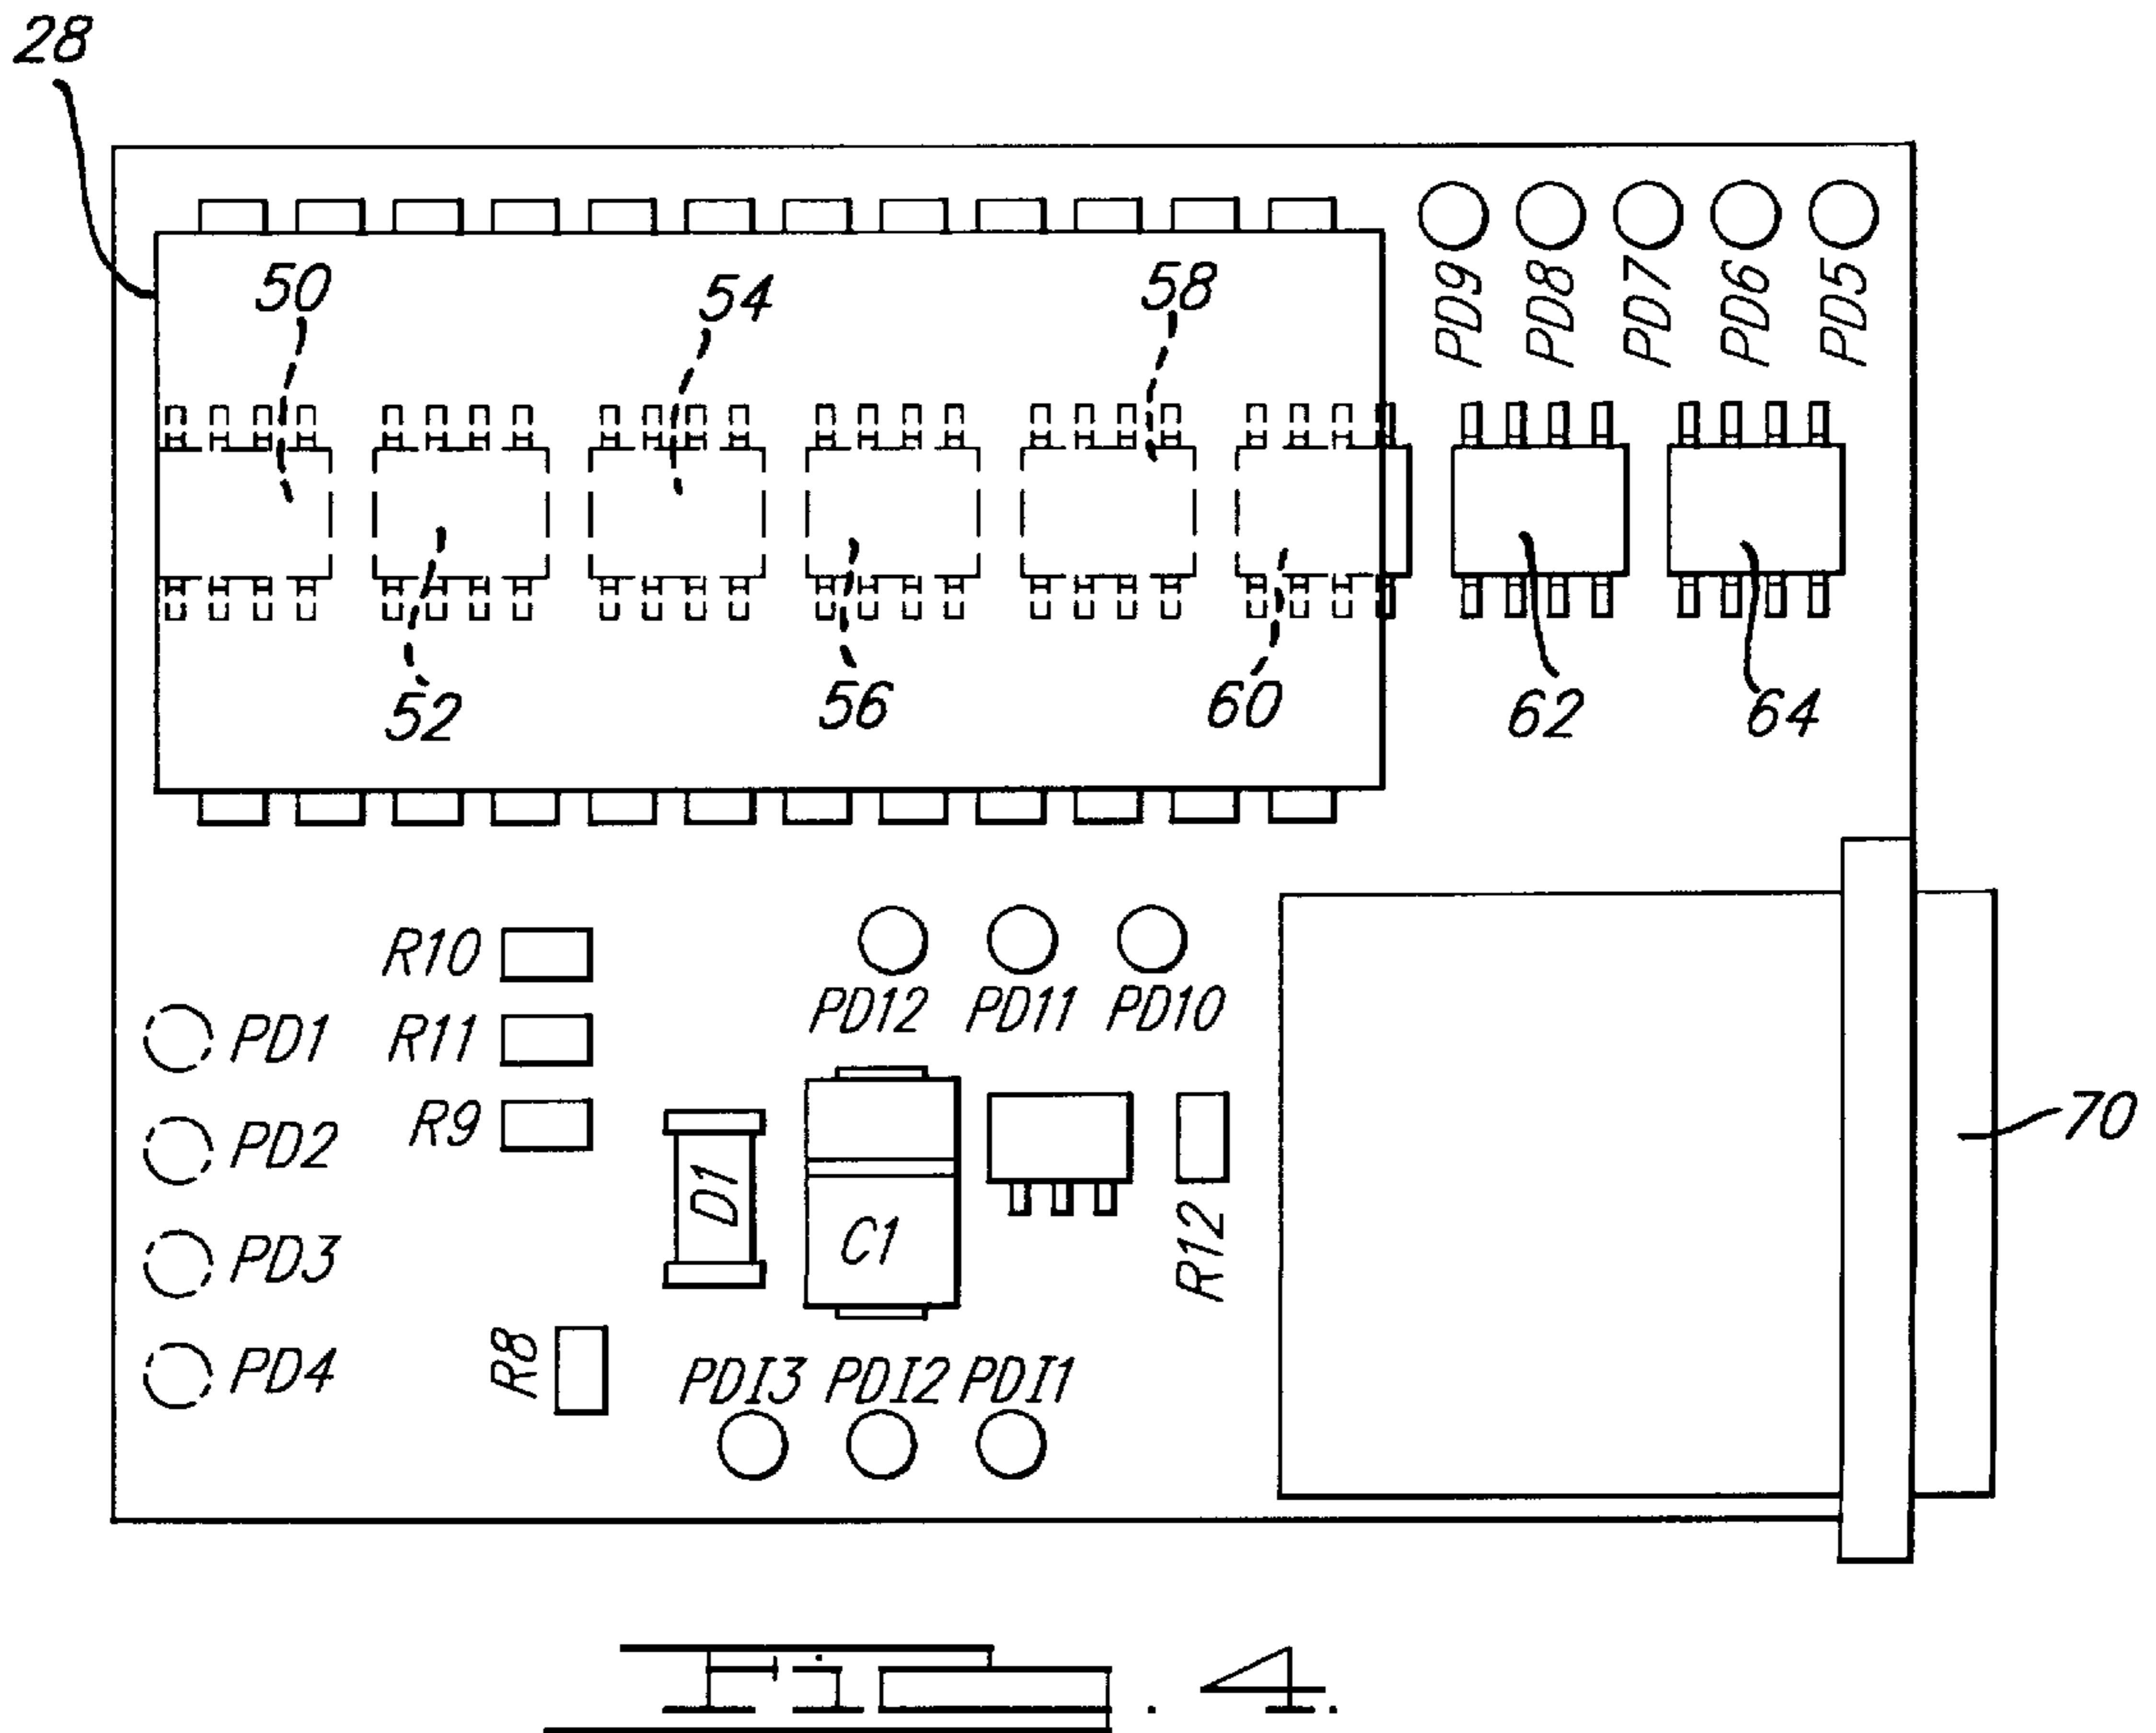 28
50
54
58
PD9
PD8
PD7
PD6
PD5
52
56
60
62
64
R10
PD12
PD11
PD10
PD1
R11
PD2
R9
70
D1
C1
R12
PD3
PD4
R8
PDI3
PDI2
PDI1
Fig. 4.